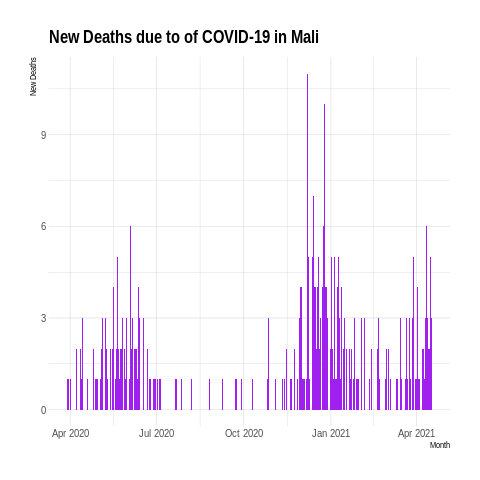 New Deaths due to of COVID-19 in Mali
New Deaths
9
6
3
0
Apr 2020 Jul 2020 Oct 2020 Jan 2021 Apr 2021
Month